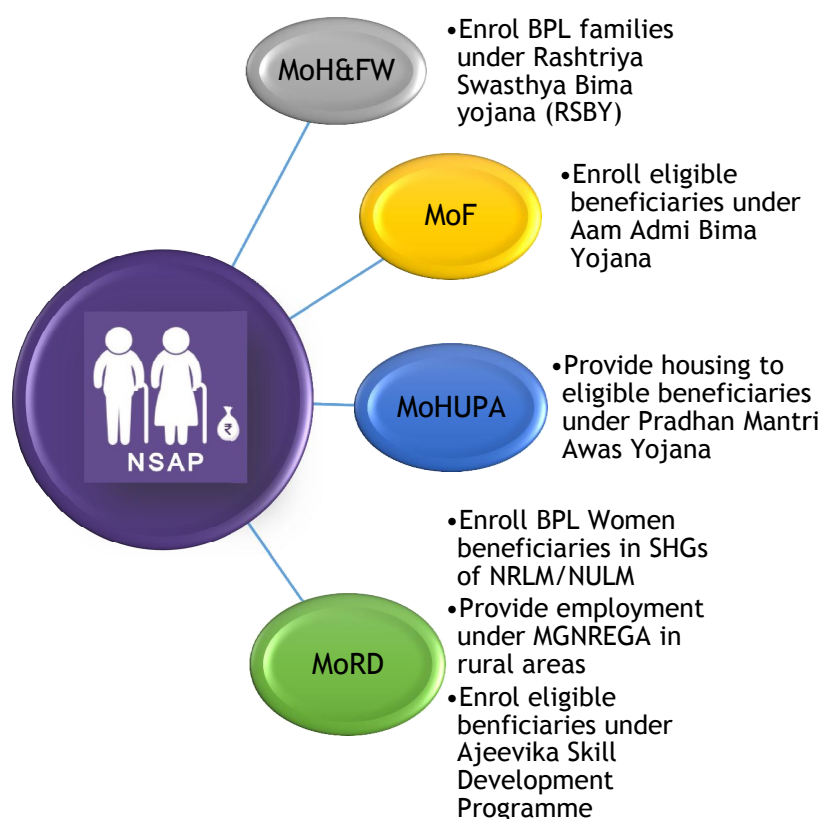 MoH&FW
•Enrol BPL families
under Rashtriya
Swasthya Bima
yojana (RSBY)
MoF
•Enroll eligible
beneficiaries under
Aam Admi Bima
Yojana
₹
NSAP
MoHUPA
•Provide housing to
eligible beneficiaries
under Pradhan Mantri
Awas Yojana
MoRD
•Enroll BPL Women
beneficiaries in SHGs
of NRLM/NULM
•Provide employment
under MGNREGA in
rural areas
•Enrol eligible
benficiaries under
Ajeevika Skill
Development
Programme